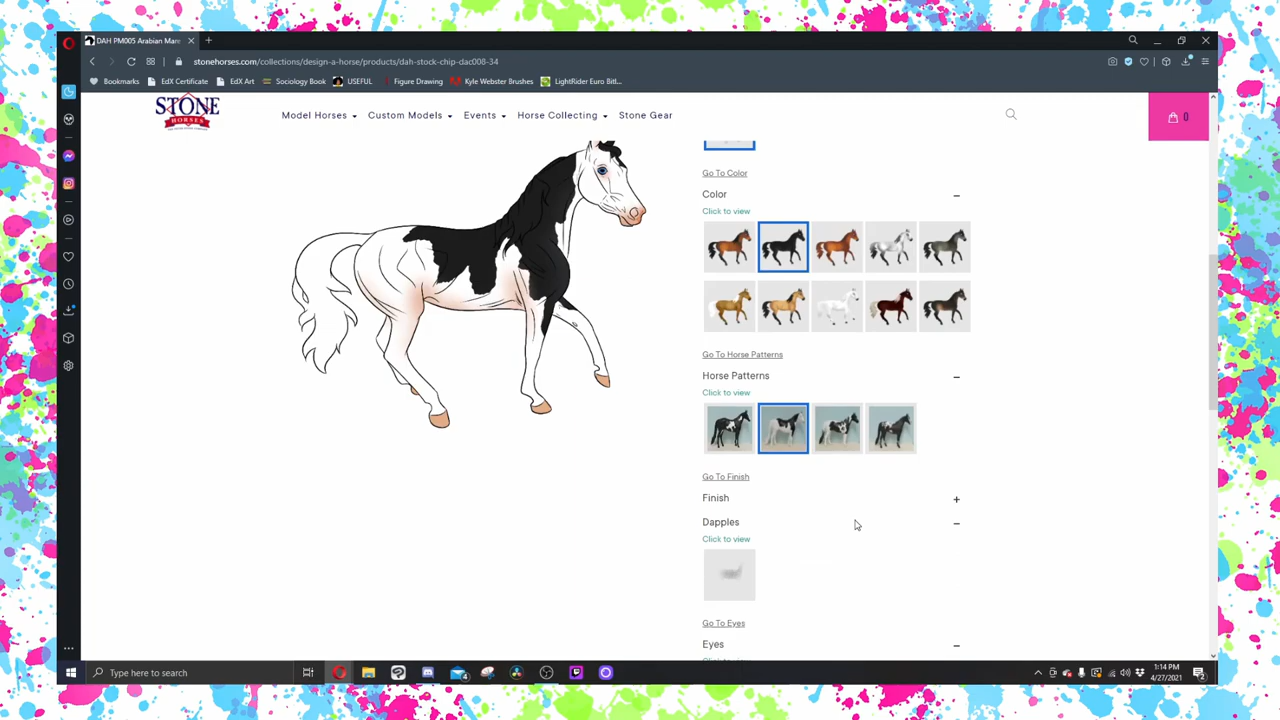 DAH PM005 Arabian Mare
stonehorses.com/collections/design-a-horse/products/dah-stock-chip-dac008-34
Bookmarks EdX Certificate EdX Art Sociology Book USEFUL Figure Drawing Kyle Webster Brushes LightRider Euro Bitl...
STONE
HORSES
Model Horses Custom Models Events Horse Collecting Stone Gear
0
Go To Color
Color
Click to view
Go To Horse Patterns
Horse Patterns
Click to view
Go To Finish
Finish
Dapples
Click to view
Go To Eyes
Eyes
Type here to search
1:14 PM
4/27/2021